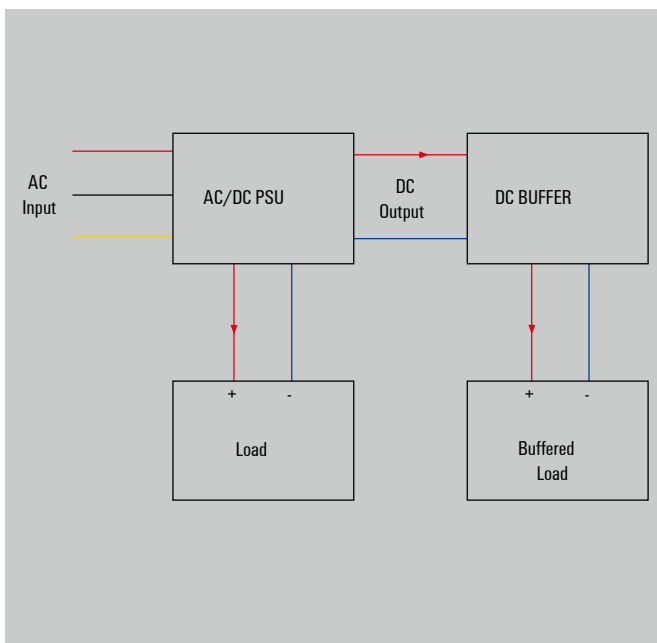 AC
Input
AC/DC PSU
DC
Output
DC BUFFER
+ -
Load
+ -
Buffered
Load